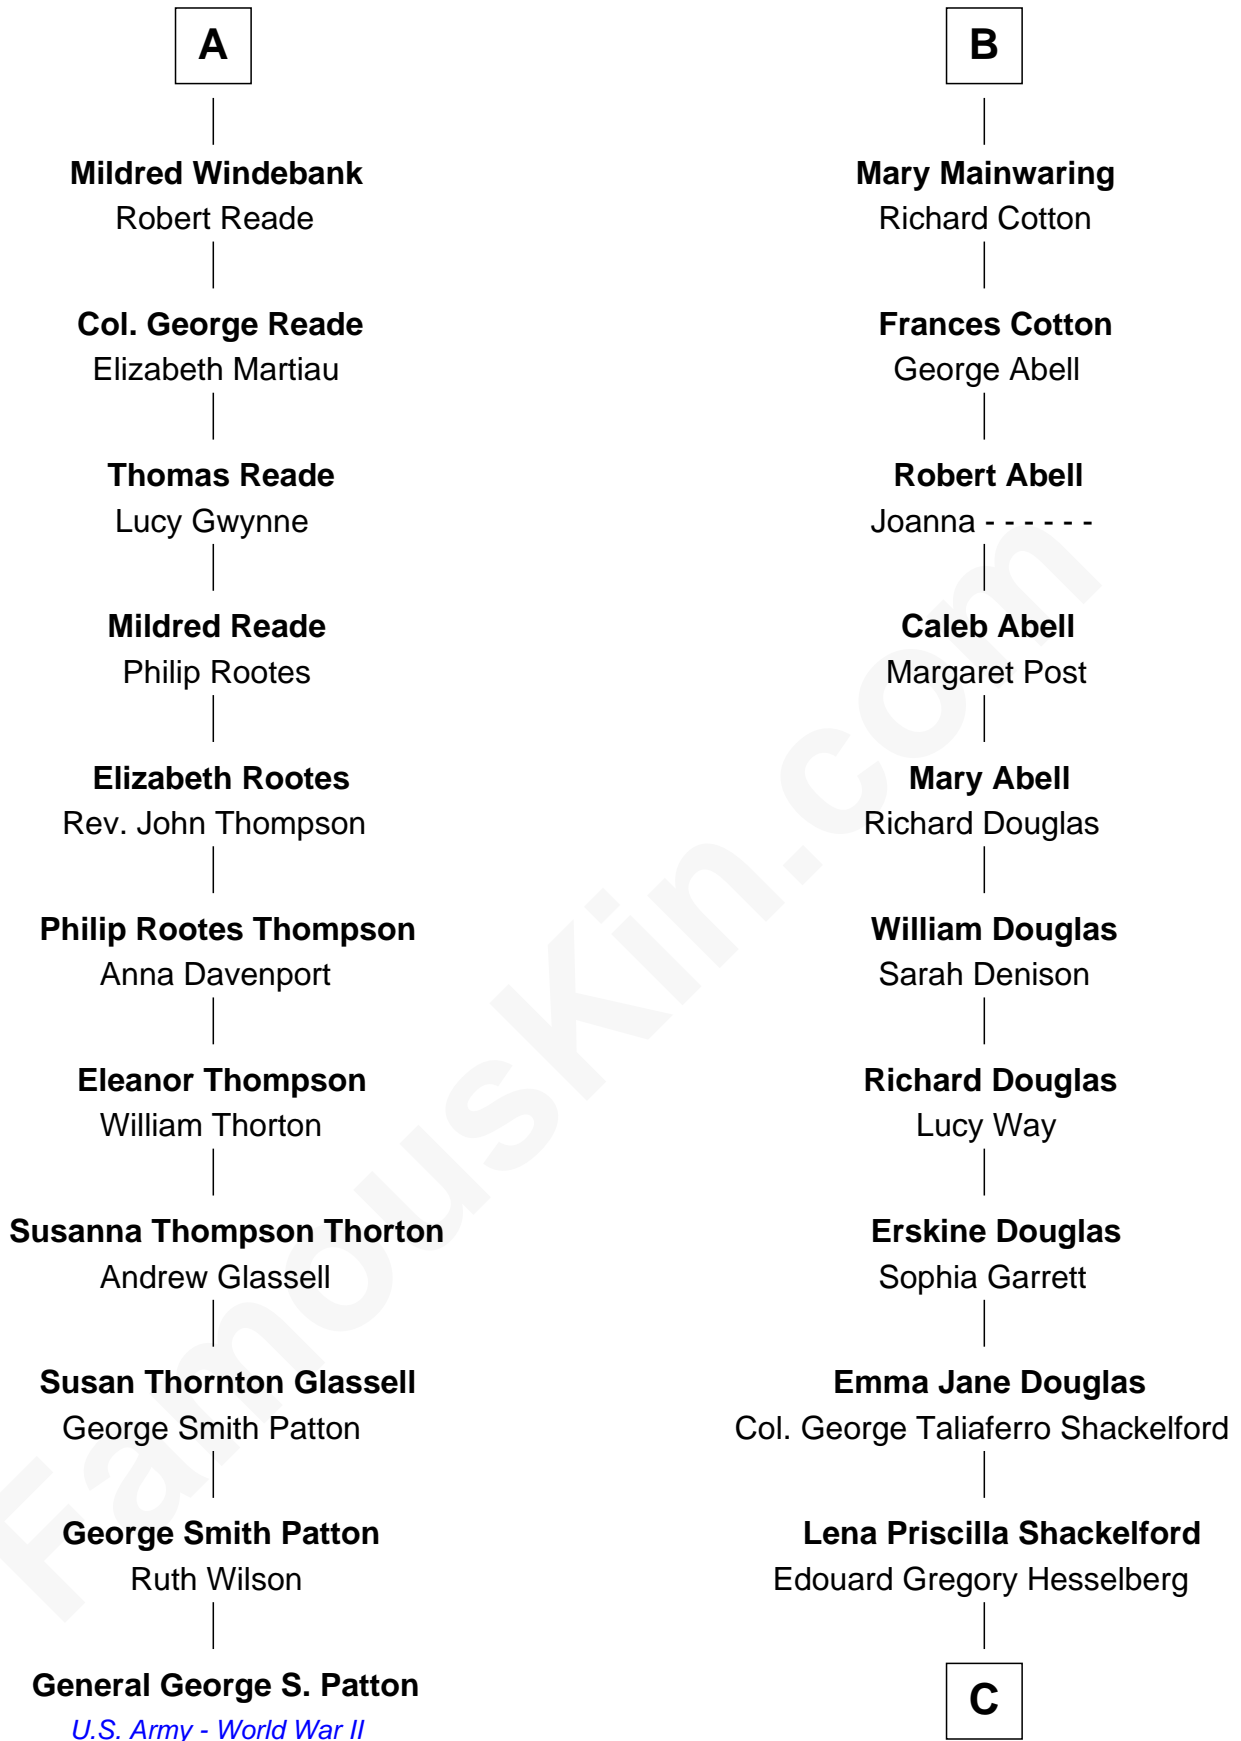 A
Mildred Windebank
Robert Reade
Col. George Reade
Elizabeth Martiau
Thomas Reade
Lucy Gwynne
Mildred Reade
Philip Rootes
Elizabeth Rootes
Rev. John Thompson
Philip Rootes Thompson
Anna Davenport
Eleanor Thompson
William Thorton
Susanna Thompson Thorton
Andrew Glassell
Susan Thornton Glassell
George Smith Patton
George Smith Patton
Ruth Wilson
General George S. Patton
U.S. Army - World War II
B
Mary Mainwaring
Richard Cotton
Frances Cotton
George Abell
Robert Abell
Joanna - - - - - -
Caleb Abell
Margaret Post
Mary Abell
Richard Douglas
William Douglas
Sarah Denison
Richard Douglas
Lucy Way
Erskine Douglas
Sophia Garrett
Emma Jane Douglas
Col. George Taliaferro Shackelford
Lena Priscilla Shackelford
Edouard Gregory Hesselberg
C
FamousKin.com